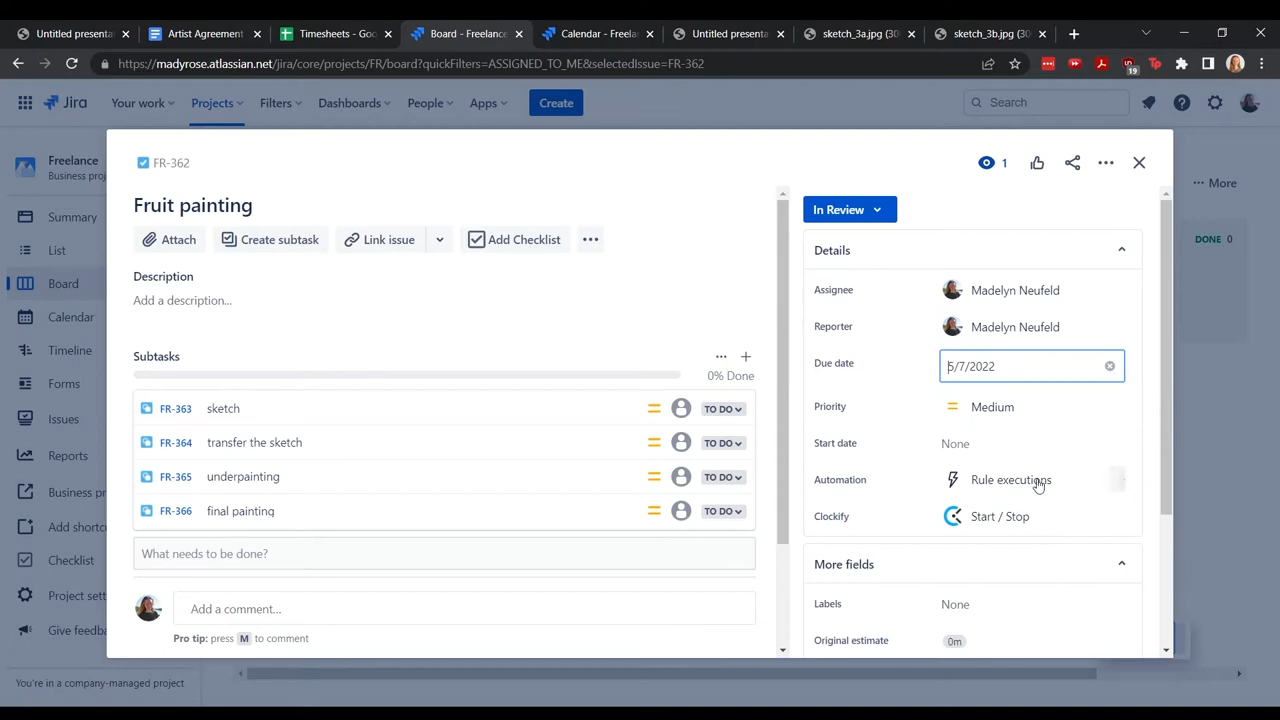 Untitled presenta
Artist Agreement
Timesheets - Goo
Board - Freelance
Calendar - Freela
Untitled presenta
sketch_3a.jpg (30
sketch_3b.jpg (30
https://madyrose.atlassian.net/jira/core/projects/FR/board?quickFilters=ASSIGNED_TO_ME&selectedIssue=FR-362
19
Jira
Your work
Projects
Filters
Dashboards
People
Apps
Create
Search
Freelance
Business proj
Summary
List
Board
Calendar
Timeline
Forms
Issues
Reports
Business pr
Add shortc
Checklist
Project sett
Give feedba
You're in a company-managed project
More
DONE 0
FR-362
1
Fruit painting
Attach
Create subtask
Link issue
Add Checklist
Description
Add a description...
Subtasks
0% Done
FR-363 sketch TO DO
FR-364 transfer the sketch TO DO
FR-365 underpainting TO DO
FR-366 final painting TO DO
What needs to be done?
Add a comment...
Pro tip: press M to comment
In Review
Details
Assignee Madelyn Neufeld
Reporter Madelyn Neufeld
Due date 5/7/2022
Priority Medium
Start date None
Automation Rule executions
Clockify Start / Stop
More fields
Labels None
Original estimate 0m